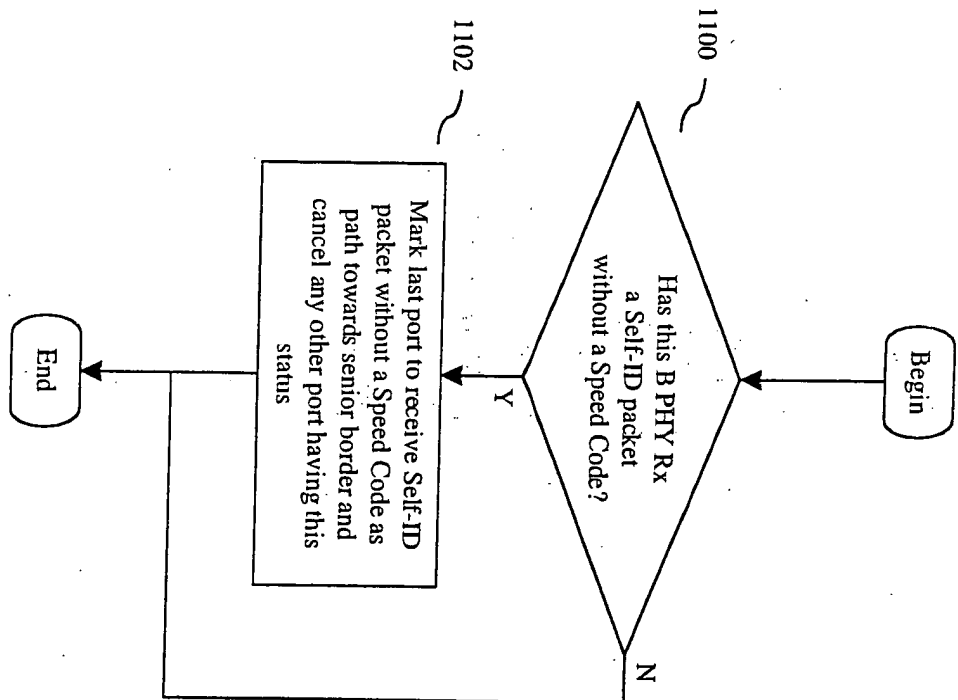 Begin
1100
Has this B PHY Rx
a Self-ID packet
without a Speed Code?
N
Y
1102
Mark last port to receive Self-ID
packet without a Speed Code as
path towards senior border and
cancel any other port having this
status
End